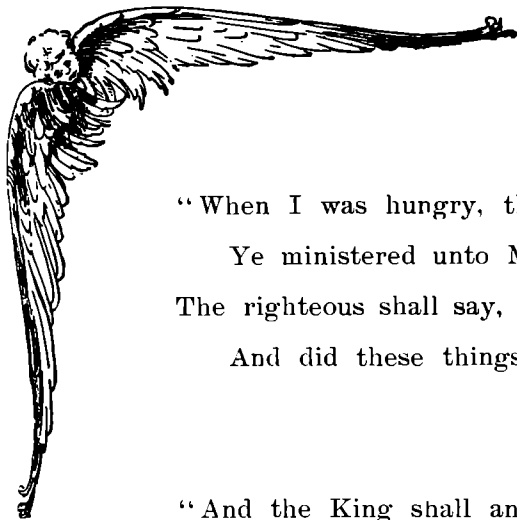 “When I was hungry,
Ye ministered unto
The righteous shall say,
And did these things
“And the King shall